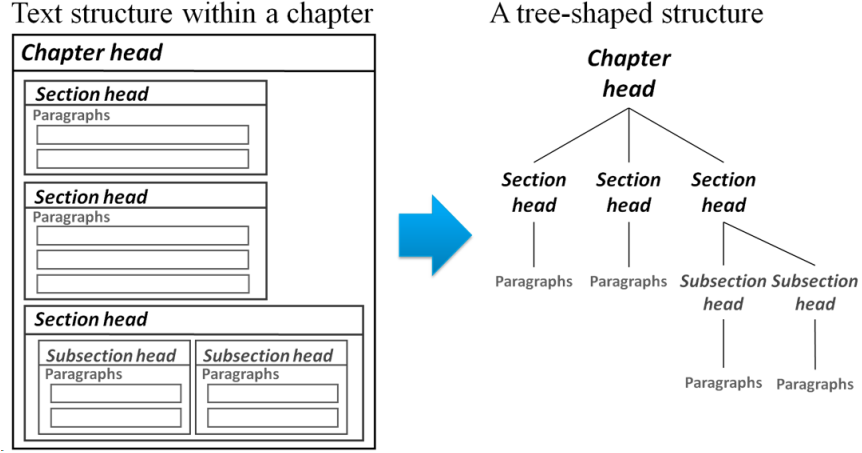 Text structure within a chapter
Chapter head
Section head
Paragraphs
Section head
Paragraphs
Section head
Subsection head
Paragraphs
Subsection head
Paragraphs
A tree-shaped structure
Chapter
head
Section
head
Section
head
Section
head
Paragraphs
Paragraphs
Subsection
head
Subsection
head
Paragraphs
Paragraphs